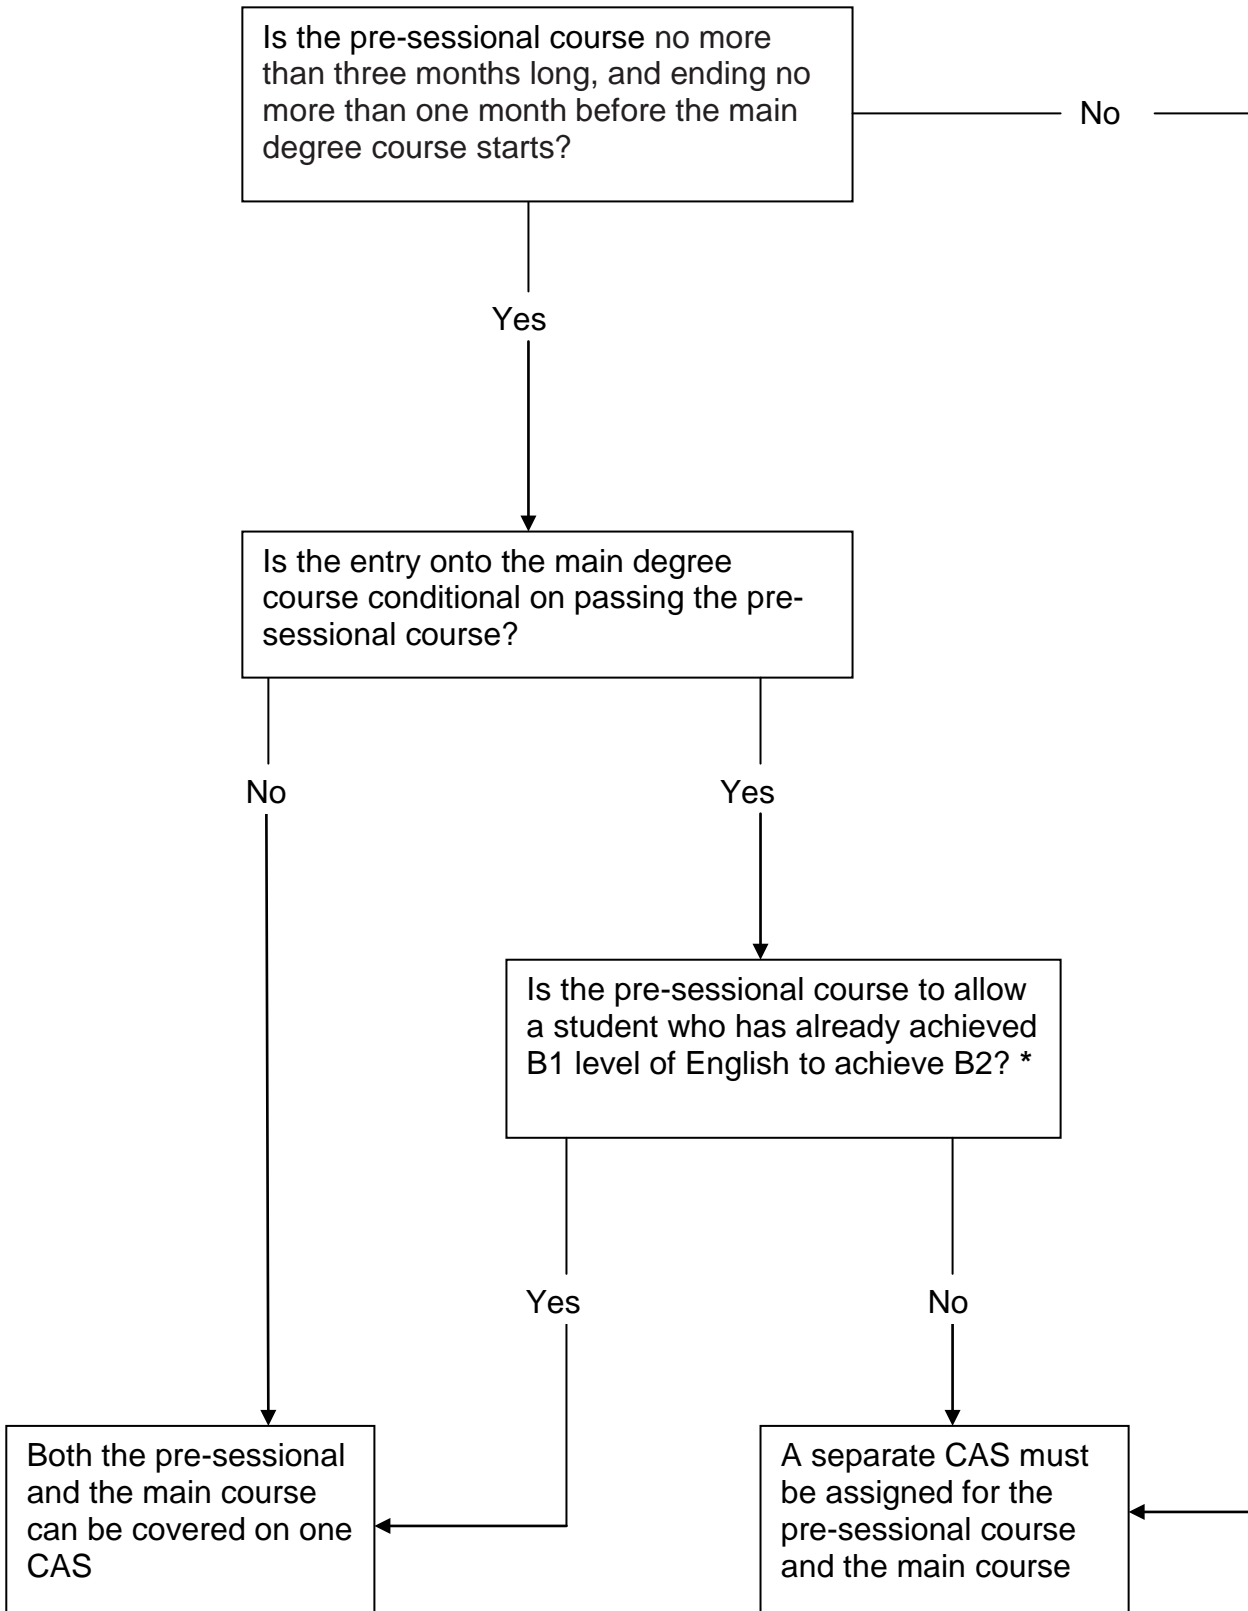 Is the pre-sessional course no more
than three months long, and ending no
more than one month before the main
degree course starts?
No
Yes
Is the entry onto the main degree
course conditional on passing the pre-
sessional course?
No
Yes
Is the pre-sessional course to allow
a student who has already achieved
B1 level of English to achieve B2? *
Yes
No
Both the pre-sessional
and the main course
can be covered on one
CAS
A separate CAS must
be assigned for the
pre-sessional course
and the main course